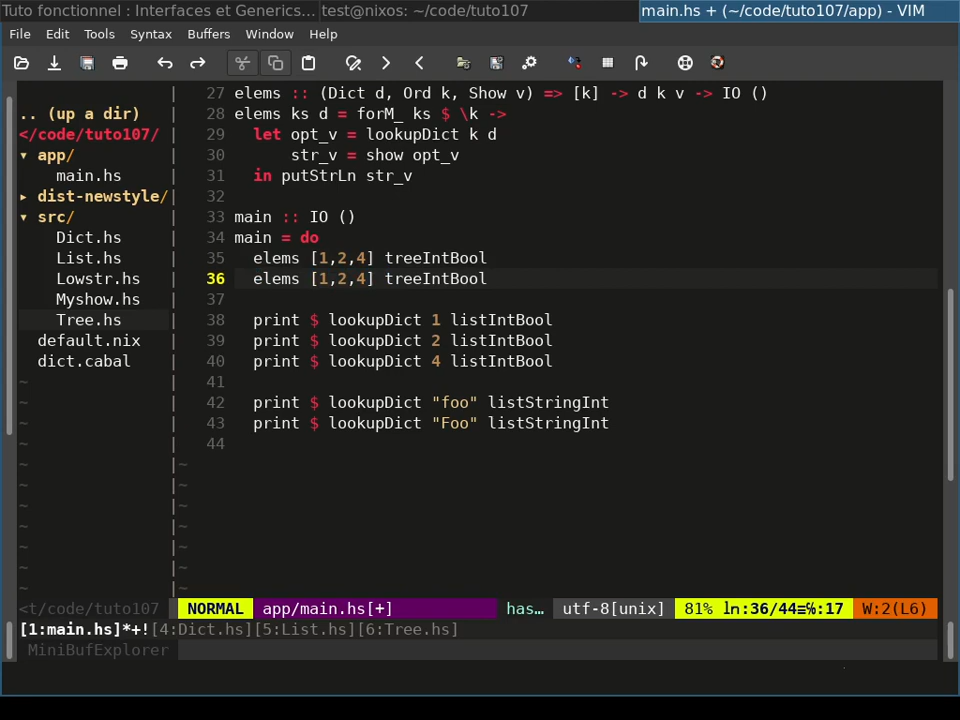 Tuto fonctionnel : Interfaces et Generics... test@nixos: ~/code/tuto107 main.hs + (~/code/tuto107/app) - VIM
File Edit Tools Syntax Buffers Window Help
27 elems :: (Dict d, Ord k, Show v) => [k] -> d k v -> IO ()
.. (up a dir) | 28 elems ks d = forM_ ks $ \k ->
</code/tuto107/ | 29 let opt_v = lookupDict k d
▾ app/ | 30 str_v = show opt_v
main.hs | 31 in putStrLn str_v
▸ dist-newstyle/| 32
▾ src/ | 33 main :: IO ()
Dict.hs | 34 main = do
List.hs | 35 elems [1,2,4] treeIntBool
Lowstr.hs | 36 elems [1,2,4] treeIntBool
Myshow.hs | 37
Tree.hs | 38 print $ lookupDict 1 listIntBool
default.nix | 39 print $ lookupDict 2 listIntBool
dict.cabal | 40 print $ lookupDict 4 listIntBool
~ | 41
~ | 42 print $ lookupDict "foo" listStringInt
~ | 43 print $ lookupDict "Foo" listStringInt
~ | 44
~ |~
~ |~
~ |~
~ |~
~ |~
~ |~
~ |~
<t/code/tuto107 NORMAL app/main.hs[+] has… utf-8[unix] 81% ln:36/44≡℅:17 W:2(L6)
[1:main.hs]*+![4:Dict.hs][5:List.hs][6:Tree.hs]
MiniBufExplorer